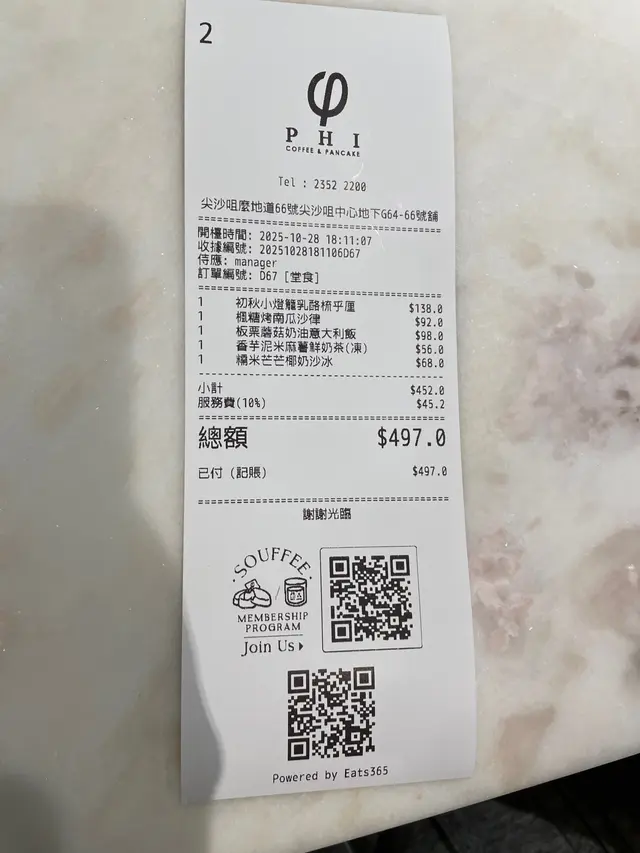 2
PHI
COFFEE & PANCAKE
Tel : 2352 2200
尖沙咀麼地道66號尖沙咀中心地下G64-66號舖
開檯時間: 2025-10-28 18:11:07
收據編號: 20251028181106D67
侍應: manager
訂單編號: D67 [堂食]
1 初秋小燈籠乳酪梳乎厘 $138.0
1 楓糖烤南瓜沙律 $92.0
1 板栗蘑菇奶油意大利飯 $98.0
1 香芋泥米麻薯鮮奶茶(凍) $56.0
1 糯米芒芒椰奶沙冰 $68.0
小計 $452.0
服務費(10%) $45.2
總額 $497.0
已付 (記賬) $497.0
謝謝光臨
·SOUFFEE·
MEMBERSHIP
PROGRAM
Join Us
Powered by Eats365